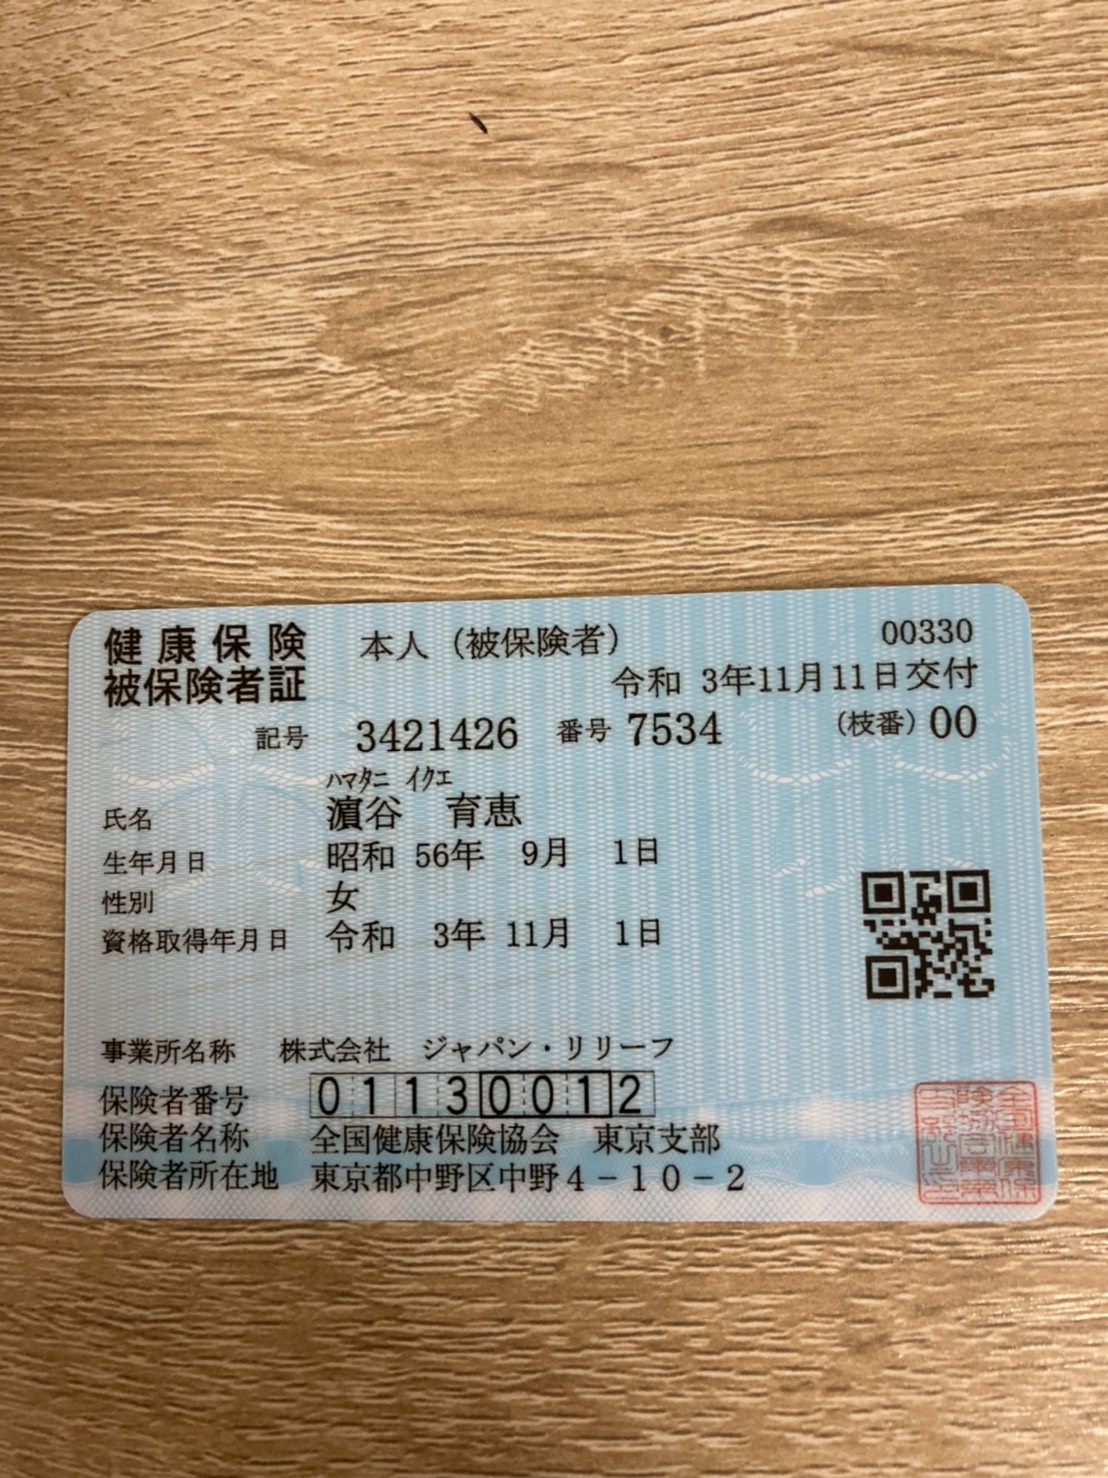 健康保険 本人（被保険者） 00330
被保険者証 令和 3年11月11日交付
記号 3421426 番号 7534 （枝番）00
ﾊﾏﾀﾆ ｲｸｴ
氏名 濵谷 育恵
生年月日 昭和 56年 9月 1日
性別 女
資格取得年月日 令和 3年 11月 1日
事業所名称 株式会社 ジャパン・リリーフ
保険者番号 01130012
保険者名称 全国健康保険協会 東京支部
保険者所在地 東京都中野区中野４－１０－２